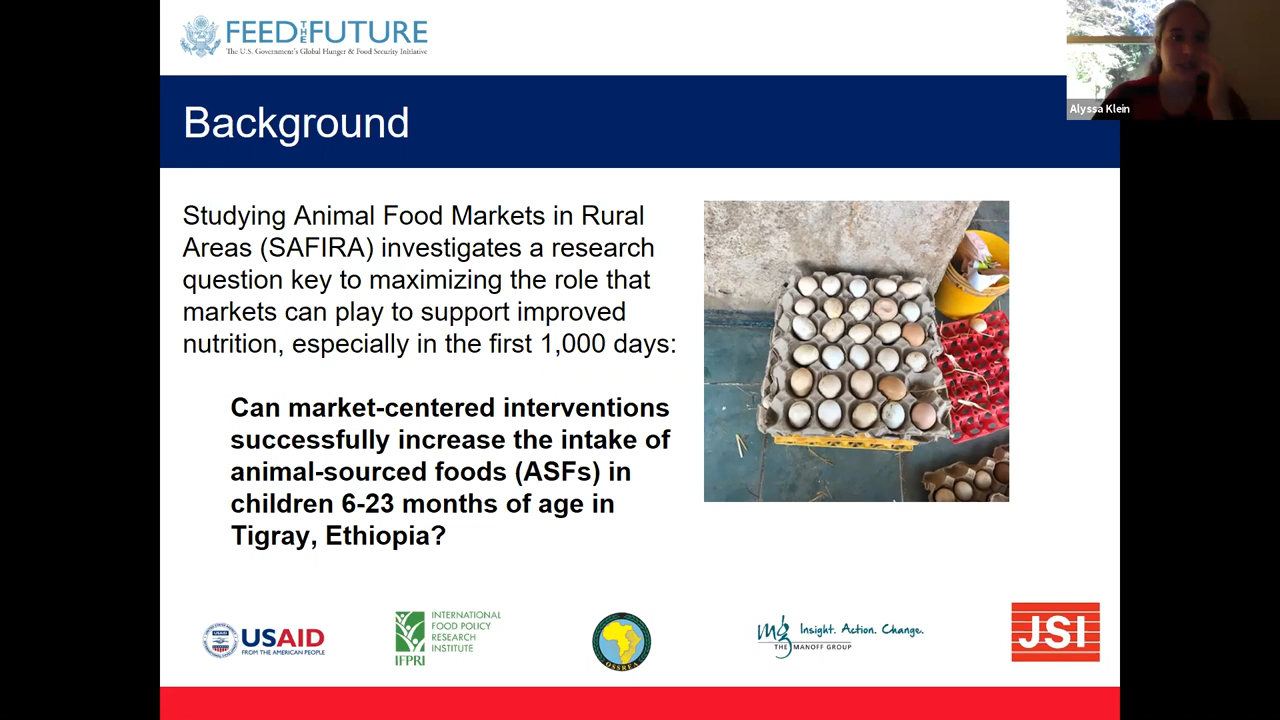 FEED THE FUTURE
The U.S. Government's Global Hunger & Food Security Initiative
Alyssa Klein
Background
Studying Animal Food Markets in Rural
Areas (SAFIRA) investigates a research
question key to maximizing the role that
markets can play to support improved
nutrition, especially in the first 1,000 days:
Can market-centered interventions
successfully increase the intake of
animal-sourced foods (ASFs) in
children 6-23 months of age in
Tigray, Ethiopia?
USAID
FROM THE AMERICAN PEOPLE
IFPRI
INTERNATIONAL
FOOD POLICY
RESEARCH
INSTITUTE
OSSREA
mg Insight. Action. Change.
THE MANOFF GROUP
JSI